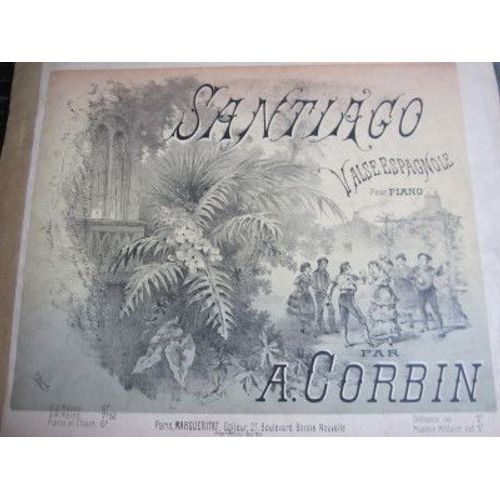 SANTIAGO
VALSE ESPAGNOLE
POUR PIANO
PAR
A. CORBIN
Paris, MARGUERITAT, Editeur, 21, Boulevard Bonne Nouvelle